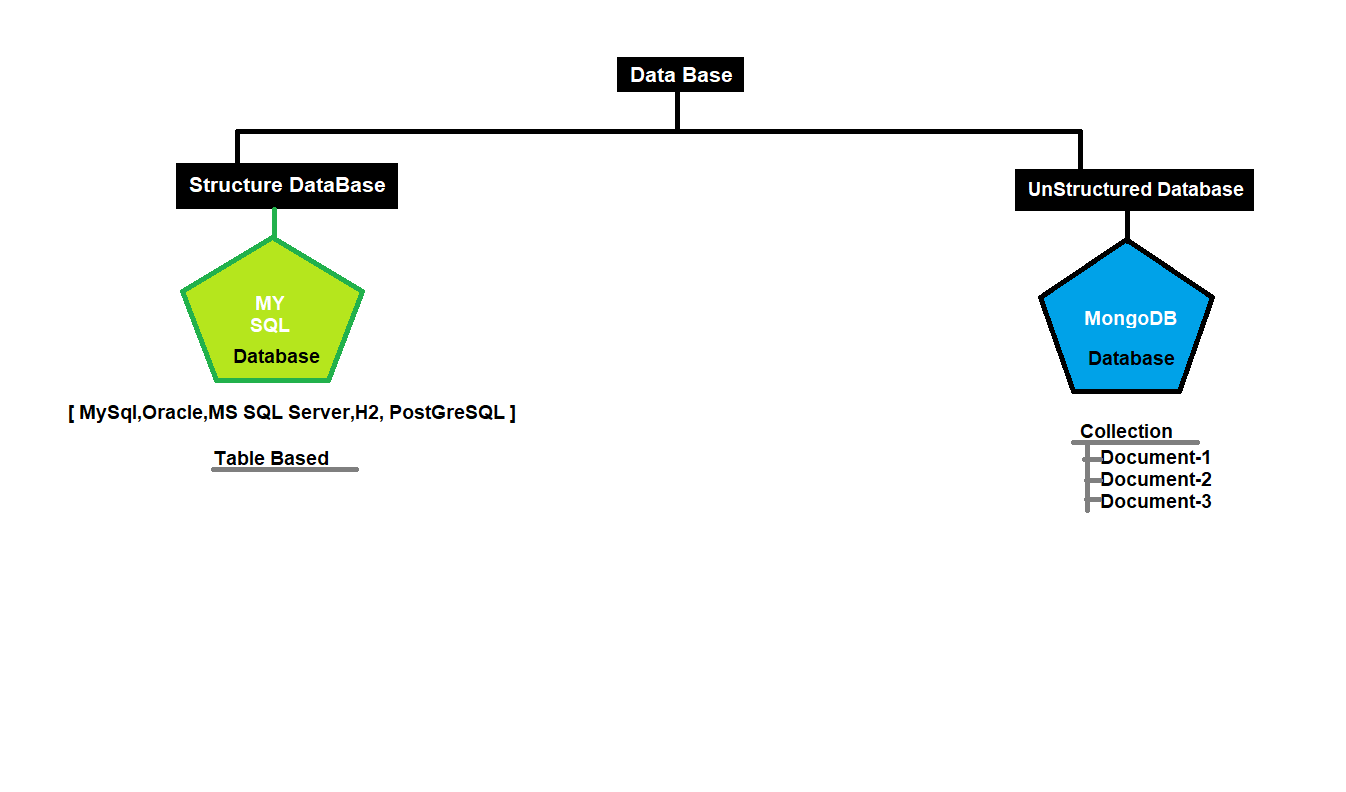 Data Base
Structure DataBase
UnStructured Database
MY
SQL
Database
MongoDB
Database
[ MySql,Oracle,MS SQL Server,H2, PostGreSQL ]
Table Based
Collection
Document-1
Document-2
Document-3